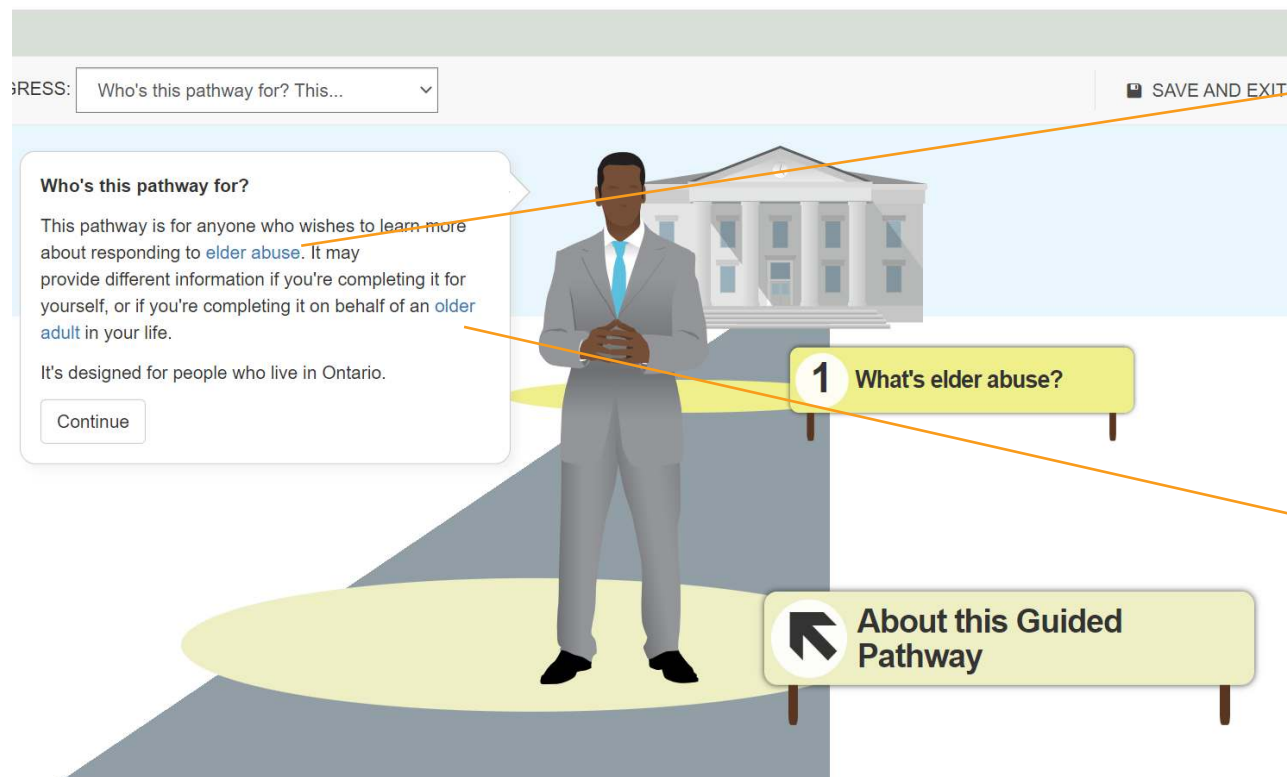 GRESS:
Who's this pathway for? This...
SAVE AND EXIT
Who's this pathway for?
This pathway is for anyone who wishes to learn more
about responding to elder abuse. It may
provide different information if you're completing it for
yourself, or if you're completing it on behalf of an older
adult in your life.
It's designed for people who live in Ontario.
Continue
1 What's elder abuse?
About this Guided
Pathway